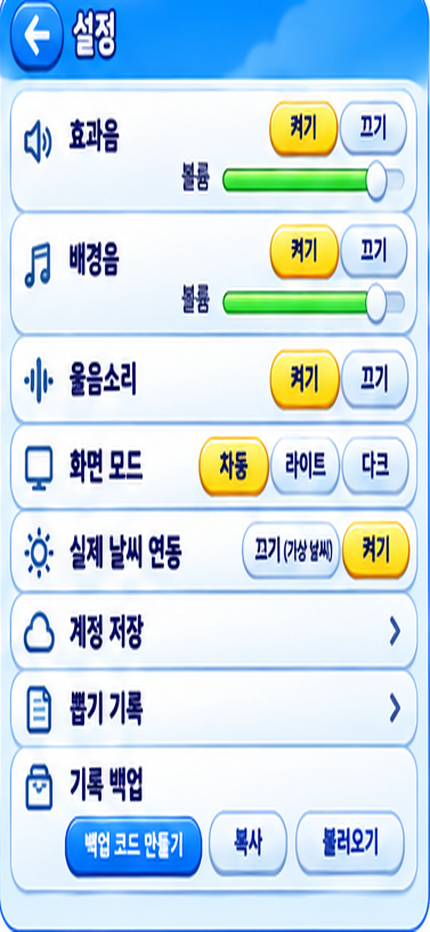 설정
효과음 켜기 끄기
볼륨
배경음 켜기 끄기
볼륨
울음소리 켜기 끄기
화면 모드 차동 라이트 다크
실제 날씨 연동 끄기 (가상 날씨) 켜기
계정 저장
뽑기 기록
기록 백업
백업 코드 만들기 복사 불러오기